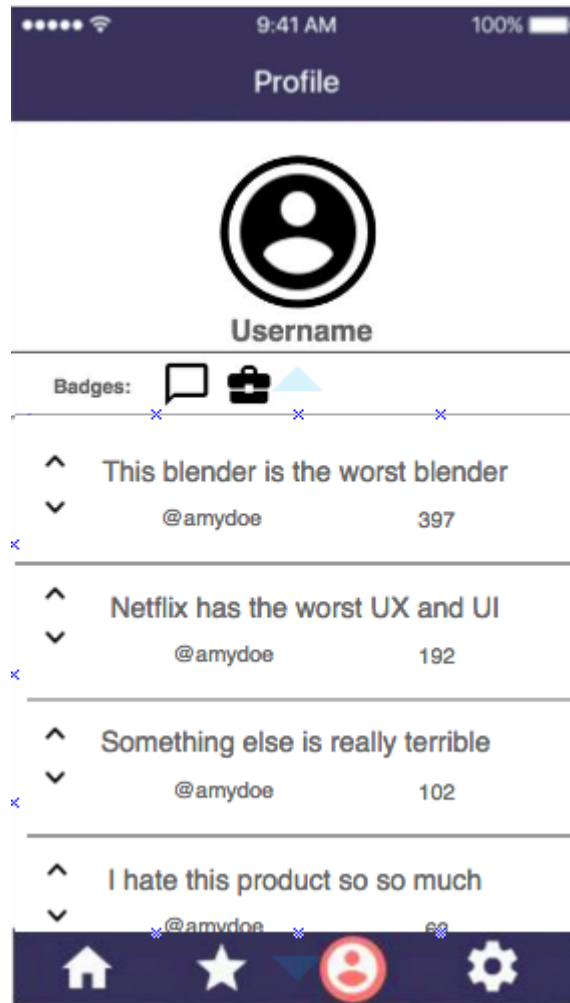 9:41 AM 100%
Profile
Username
Badges:
This blender is the worst blender
@amydoe 397
Netflix has the worst UX and UI
@amydoe 192
Something else is really terrible
@amydoe 102
I hate this product so so much
@amydoe